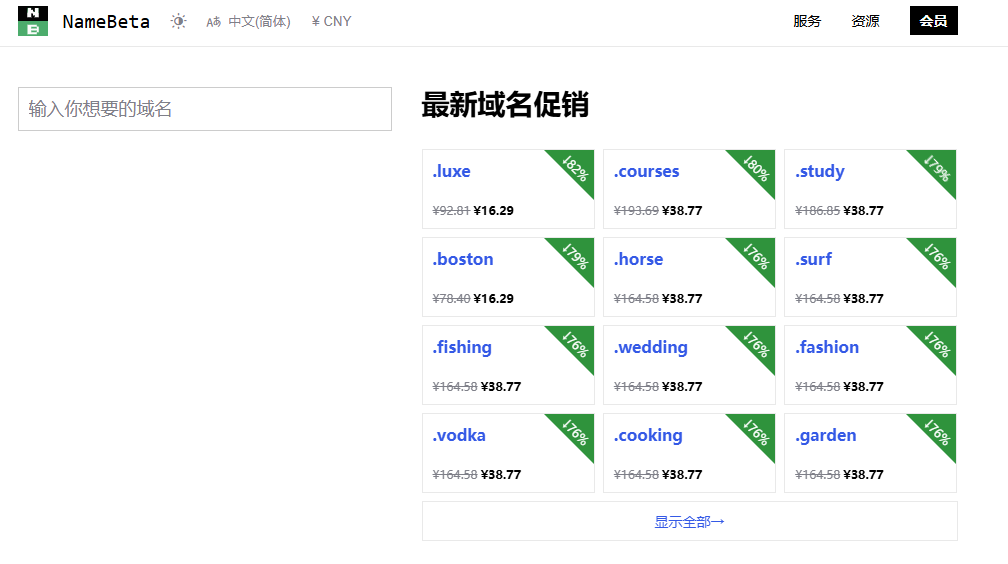 NB NameBeta Aあ 中文(简体) ¥ CNY 服务 资源 会员
输入你想要的域名
最新域名促销
.luxe ↓82% .courses ↓80% .study ↓79%
¥92.81 ¥16.29 ¥193.69 ¥38.77 ¥186.85 ¥38.77
.boston ↓79% .horse ↓76% .surf ↓76%
¥78.40 ¥16.29 ¥164.58 ¥38.77 ¥164.58 ¥38.77
.fishing ↓76% .wedding ↓76% .fashion ↓76%
¥164.58 ¥38.77 ¥164.58 ¥38.77 ¥164.58 ¥38.77
.vodka ↓76% .cooking ↓76% .garden ↓76%
¥164.58 ¥38.77 ¥164.58 ¥38.77 ¥164.58 ¥38.77
显示全部→